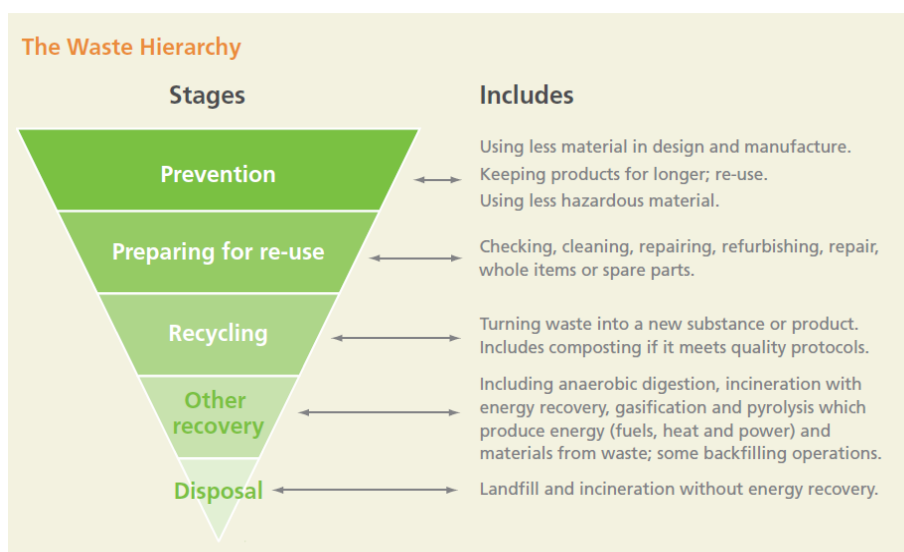 The Waste Hierarchy
Stages
Includes
Prevention
Using less material in design and manufacture.
Keeping products for longer; re-use.
Using less hazardous material.
Preparing for re-use
Checking, cleaning, repairing, refurbishing, repair,
whole items or spare parts.
Recycling
Turning waste into a new substance or product.
Includes composting if it meets quality protocols.
Other
recovery
Including anaerobic digestion, incineration with
energy recovery, gasification and pyrolysis which
produce energy (fuels, heat and power) and
materials from waste; some backfilling operations.
Disposal
Landfill and incineration without energy recovery.